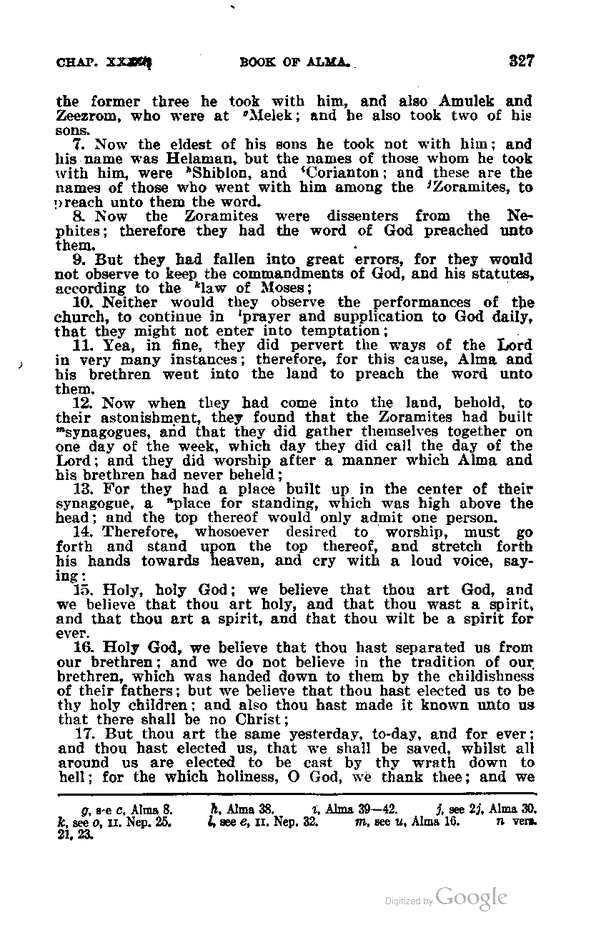 CHAP. BOOK OF ALMA. 327
the former three he took with him, and also Amulek and
Zeezrom, who were at ᵍMelek; and he also took two of his
sons.
7. Now the eldest of his sons he took not with him; and
his name was Helaman, but the names of those whom he took
with him, were ʰShiblon, and ⁱCorianton; and these are the
names of those who went with him among the ʲZoramites, to
preach unto them the word.
8. Now the Zoramites were dissenters from the Ne-
phites; therefore they had the word of God preached unto
them.
9. But they had fallen into great errors, for they would
not observe to keep the commandments of God, and his statutes,
according to the ᵏlaw of Moses;
10. Neither would they observe the performances of the
church, to continue in ˡprayer and supplication to God daily,
that they might not enter into temptation;
11. Yea, in fine, they did pervert the ways of the Lord
in very many instances; therefore, for this cause, Alma and
his brethren went into the land to preach the word unto
them.
12. Now when they had come into the land, behold, to
their astonishment, they found that the Zoramites had built
ᵐsynagogues, and that they did gather themselves together on
one day of the week, which day they did call the day of the
Lord; and they did worship after a manner which Alma and
his brethren had never beheld;
13. For they had a place built up in the center of their
synagogue, a ⁿplace for standing, which was high above the
head; and the top thereof would only admit one person.
14. Therefore, whosoever desired to worship, must go
forth and stand upon the top thereof, and stretch forth
his hands towards heaven, and cry with a loud voice, say-
ing:
15. Holy, holy God; we believe that thou art God, and
we believe that thou art holy, and that thou wast a spirit,
and that thou art a spirit, and that thou wilt be a spirit for
ever.
16. Holy God, we believe that thou hast separated us from
our brethren; and we do not believe in the tradition of our
brethren, which was handed down to them by the childishness
of their fathers; but we believe that thou hast elected us to be
thy holy children; and also thou hast made it known unto us
that there shall be no Christ;
17. But thou art the same yesterday, to-day, and for ever;
and thou hast elected us, that we shall be saved, whilst all
around us are elected to be cast by thy wrath down to
hell; for the which holiness, O God, we thank thee; and we
g, see c, Alma 8. h, Alma 38. i, Alma 39—42. j, see 2j, Alma 30.
k, see o, II. Nep. 25. l, see e, II. Nep. 32. m, see u, Alma 16. n vers.
21, 23.
Digitized by Google